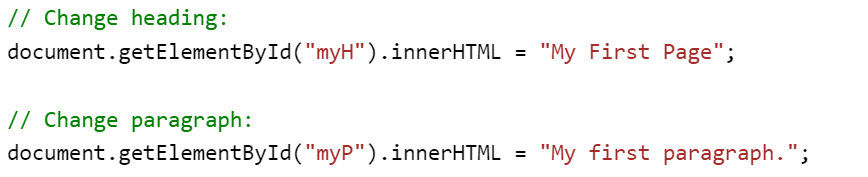 // Change heading:
document.getElementById("myH").innerHTML = "My First Page";
// Change paragraph:
document.getElementById("myP").innerHTML = "My first paragraph.";